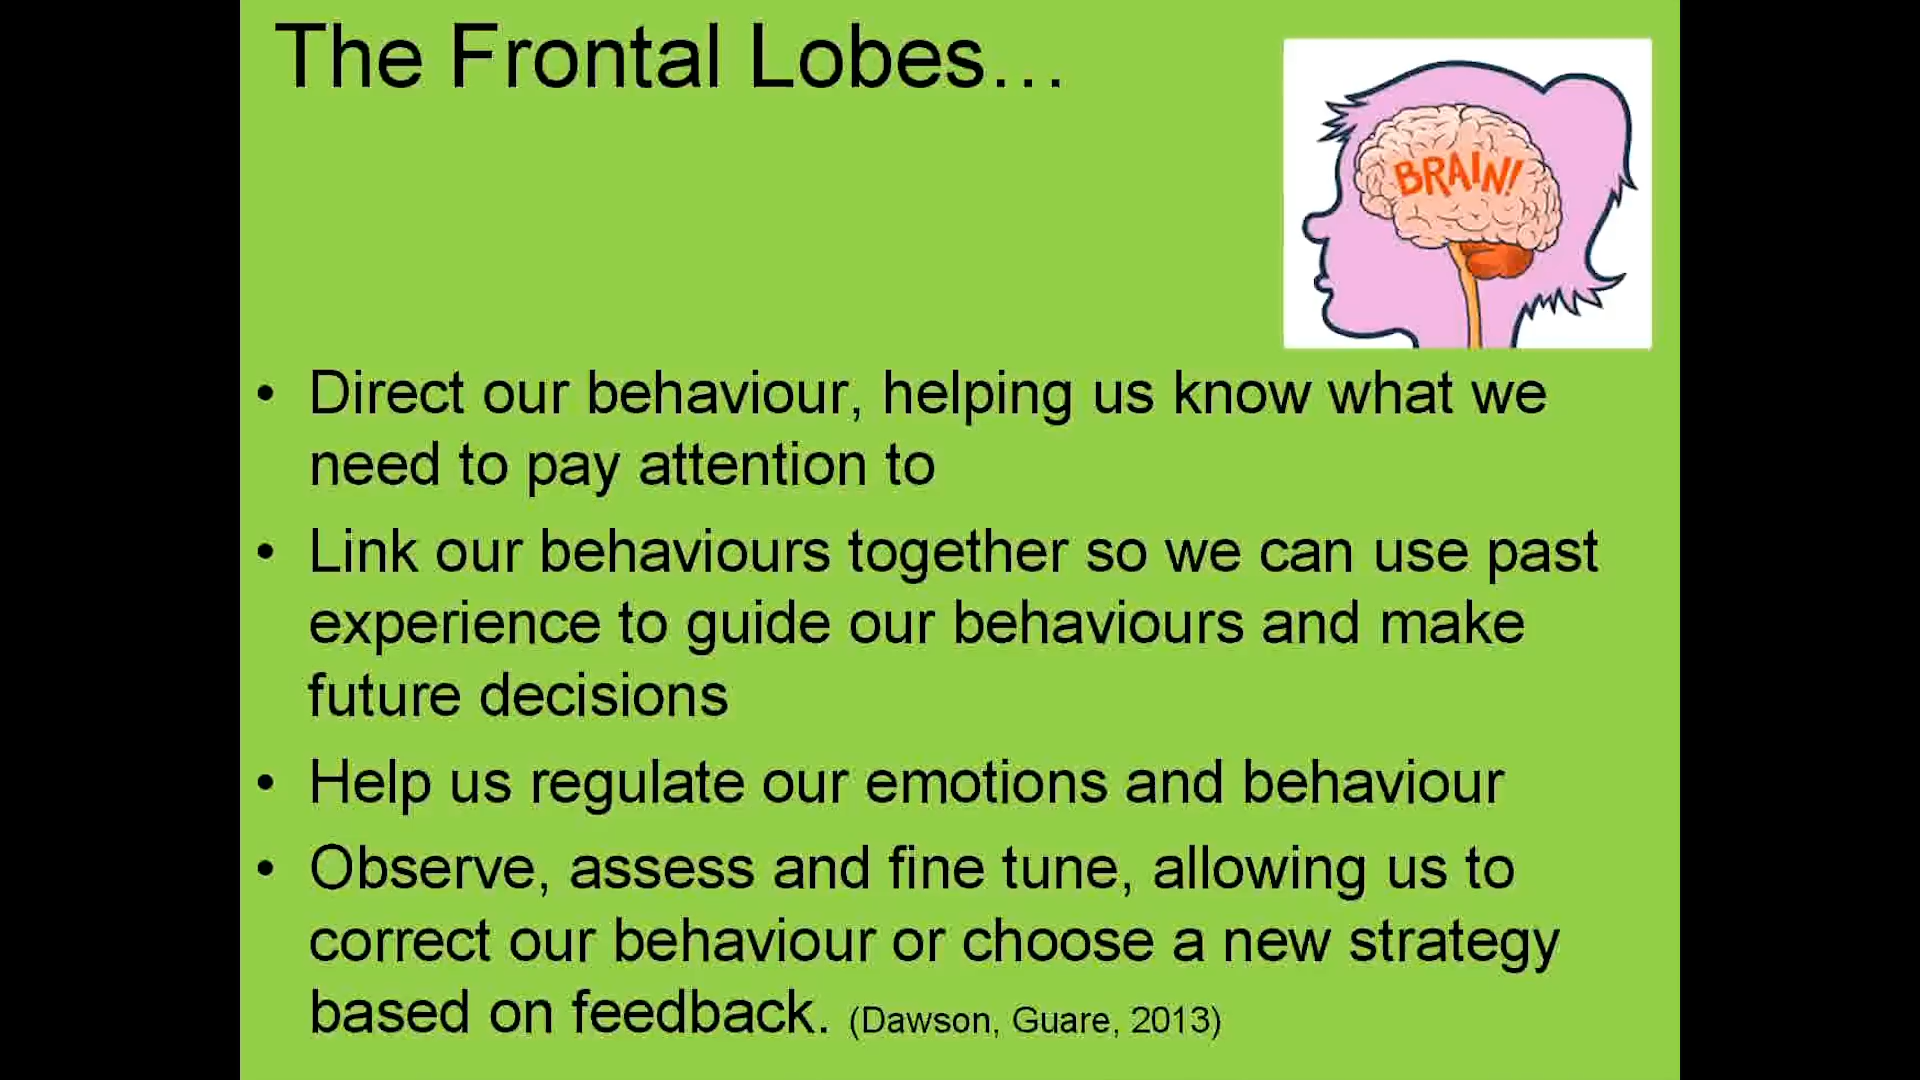 The Frontal Lobes…
BRAIN!
• Direct our behaviour, helping us know what we
need to pay attention to
• Link our behaviours together so we can use past
experience to guide our behaviours and make
future decisions
• Help us regulate our emotions and behaviour
• Observe, assess and fine tune, allowing us to
correct our behaviour or choose a new strategy
based on feedback. (Dawson, Guare, 2013)